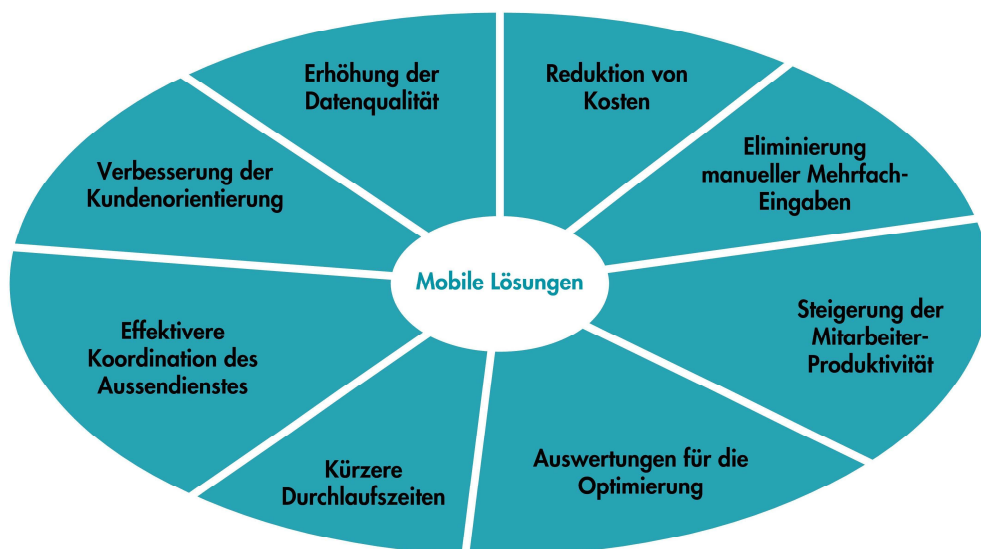 Erhöhung der
Datenqualität
Reduktion von
Kosten
Eliminierung
manueller Mehrfach-
Eingaben
Steigerung der
Mitarbeiter-
Produktivität
Auswertungen für die
Optimierung
Kürzere
Durchlaufszeiten
Effektivere
Koordination des
Aussendienstes
Verbesserung der
Kundenorientierung
Mobile Lösungen